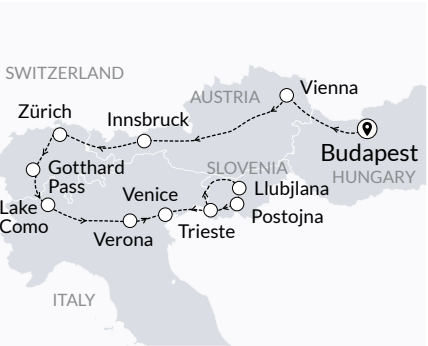 SWITZERLAND
Zürich
Innsbruck
AUSTRIA
Vienna
Budapest
HUNGARY
Gotthard
Pass
SLOVENIA
Llubjlana
Venice
Lake
Como
Postojna
Verona
Trieste
ITALY